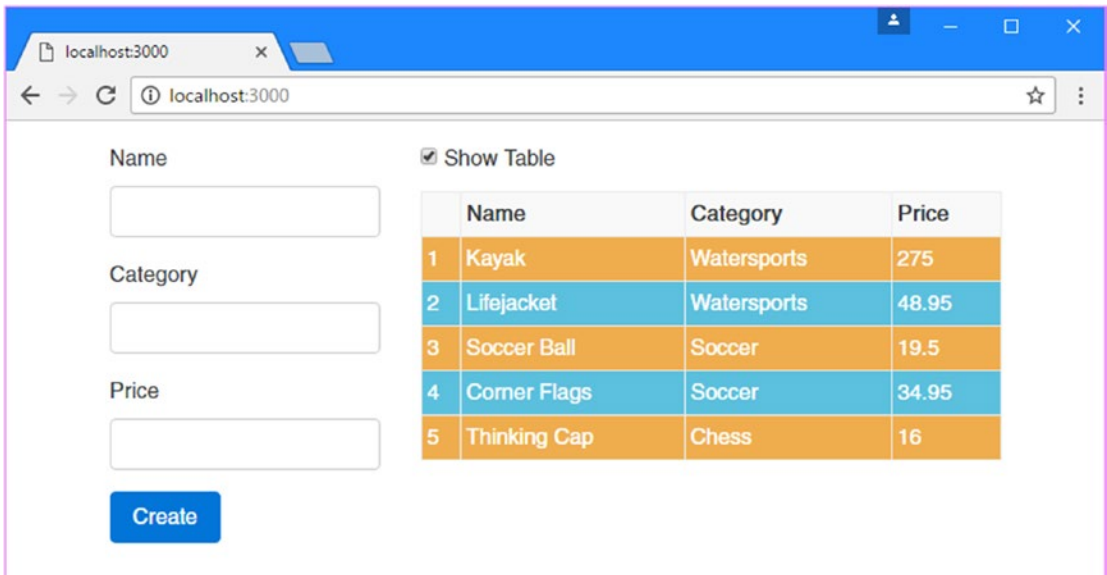 localhost:3000
localhost:3000
Name
Category
Price
Create
Show Table
Name Category Price
1 Kayak Watersports 275
2 Lifejacket Watersports 48.95
3 Soccer Ball Soccer 19.5
4 Corner Flags Soccer 34.95
5 Thinking Cap Chess 16